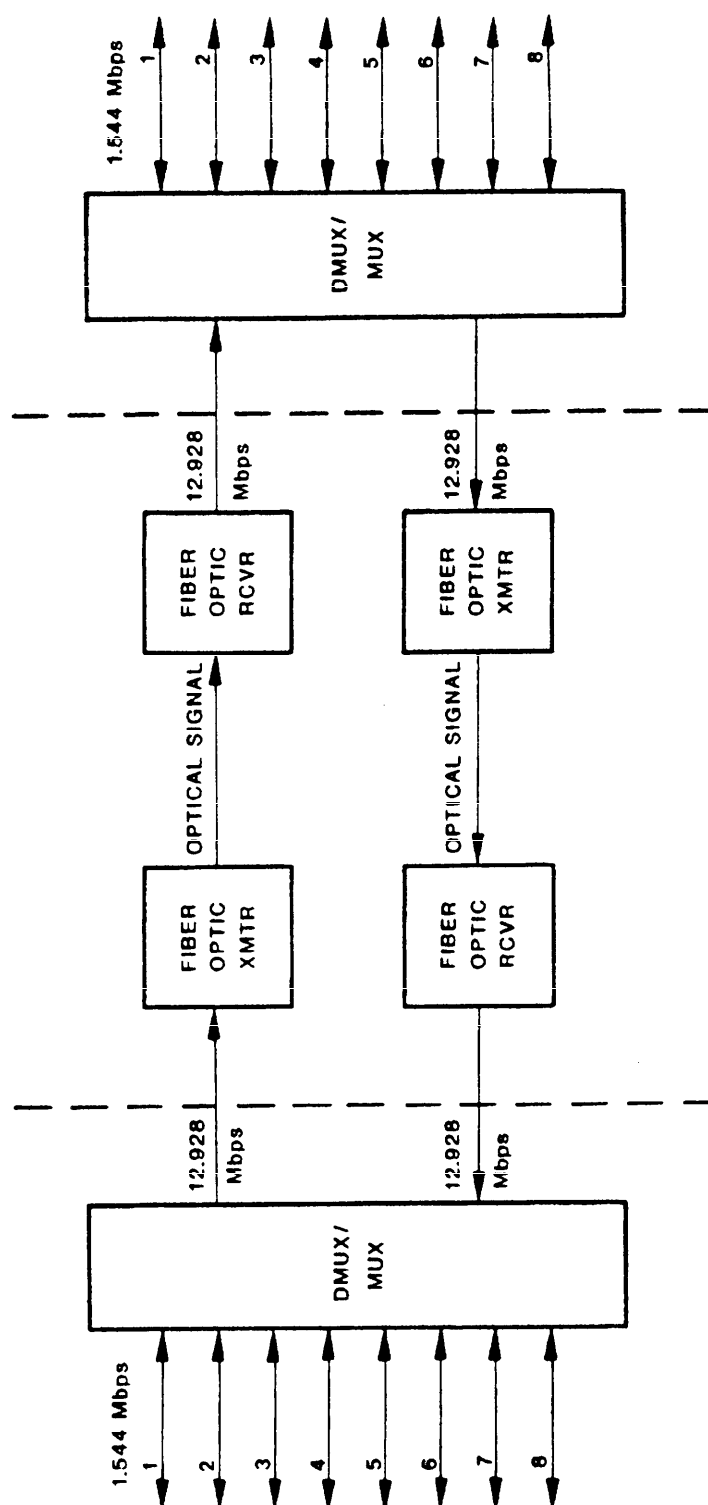 1.544 Mbps
1
2
3
4
5
6
7
8
DMUX/
MUX
12.928
Mbps
12.928
Mbps
FIBER
OPTIC
XMTR
FIBER
OPTIC
RCVR
OPTICAL SIGNAL
OPTICAL SIGNAL
FIBER
OPTIC
RCVR
FIBER
OPTIC
XMTR
12.928
Mbps
12.928
Mbps
DMUX/
MUX
1.544 Mbps
1
2
3
4
5
6
7
8